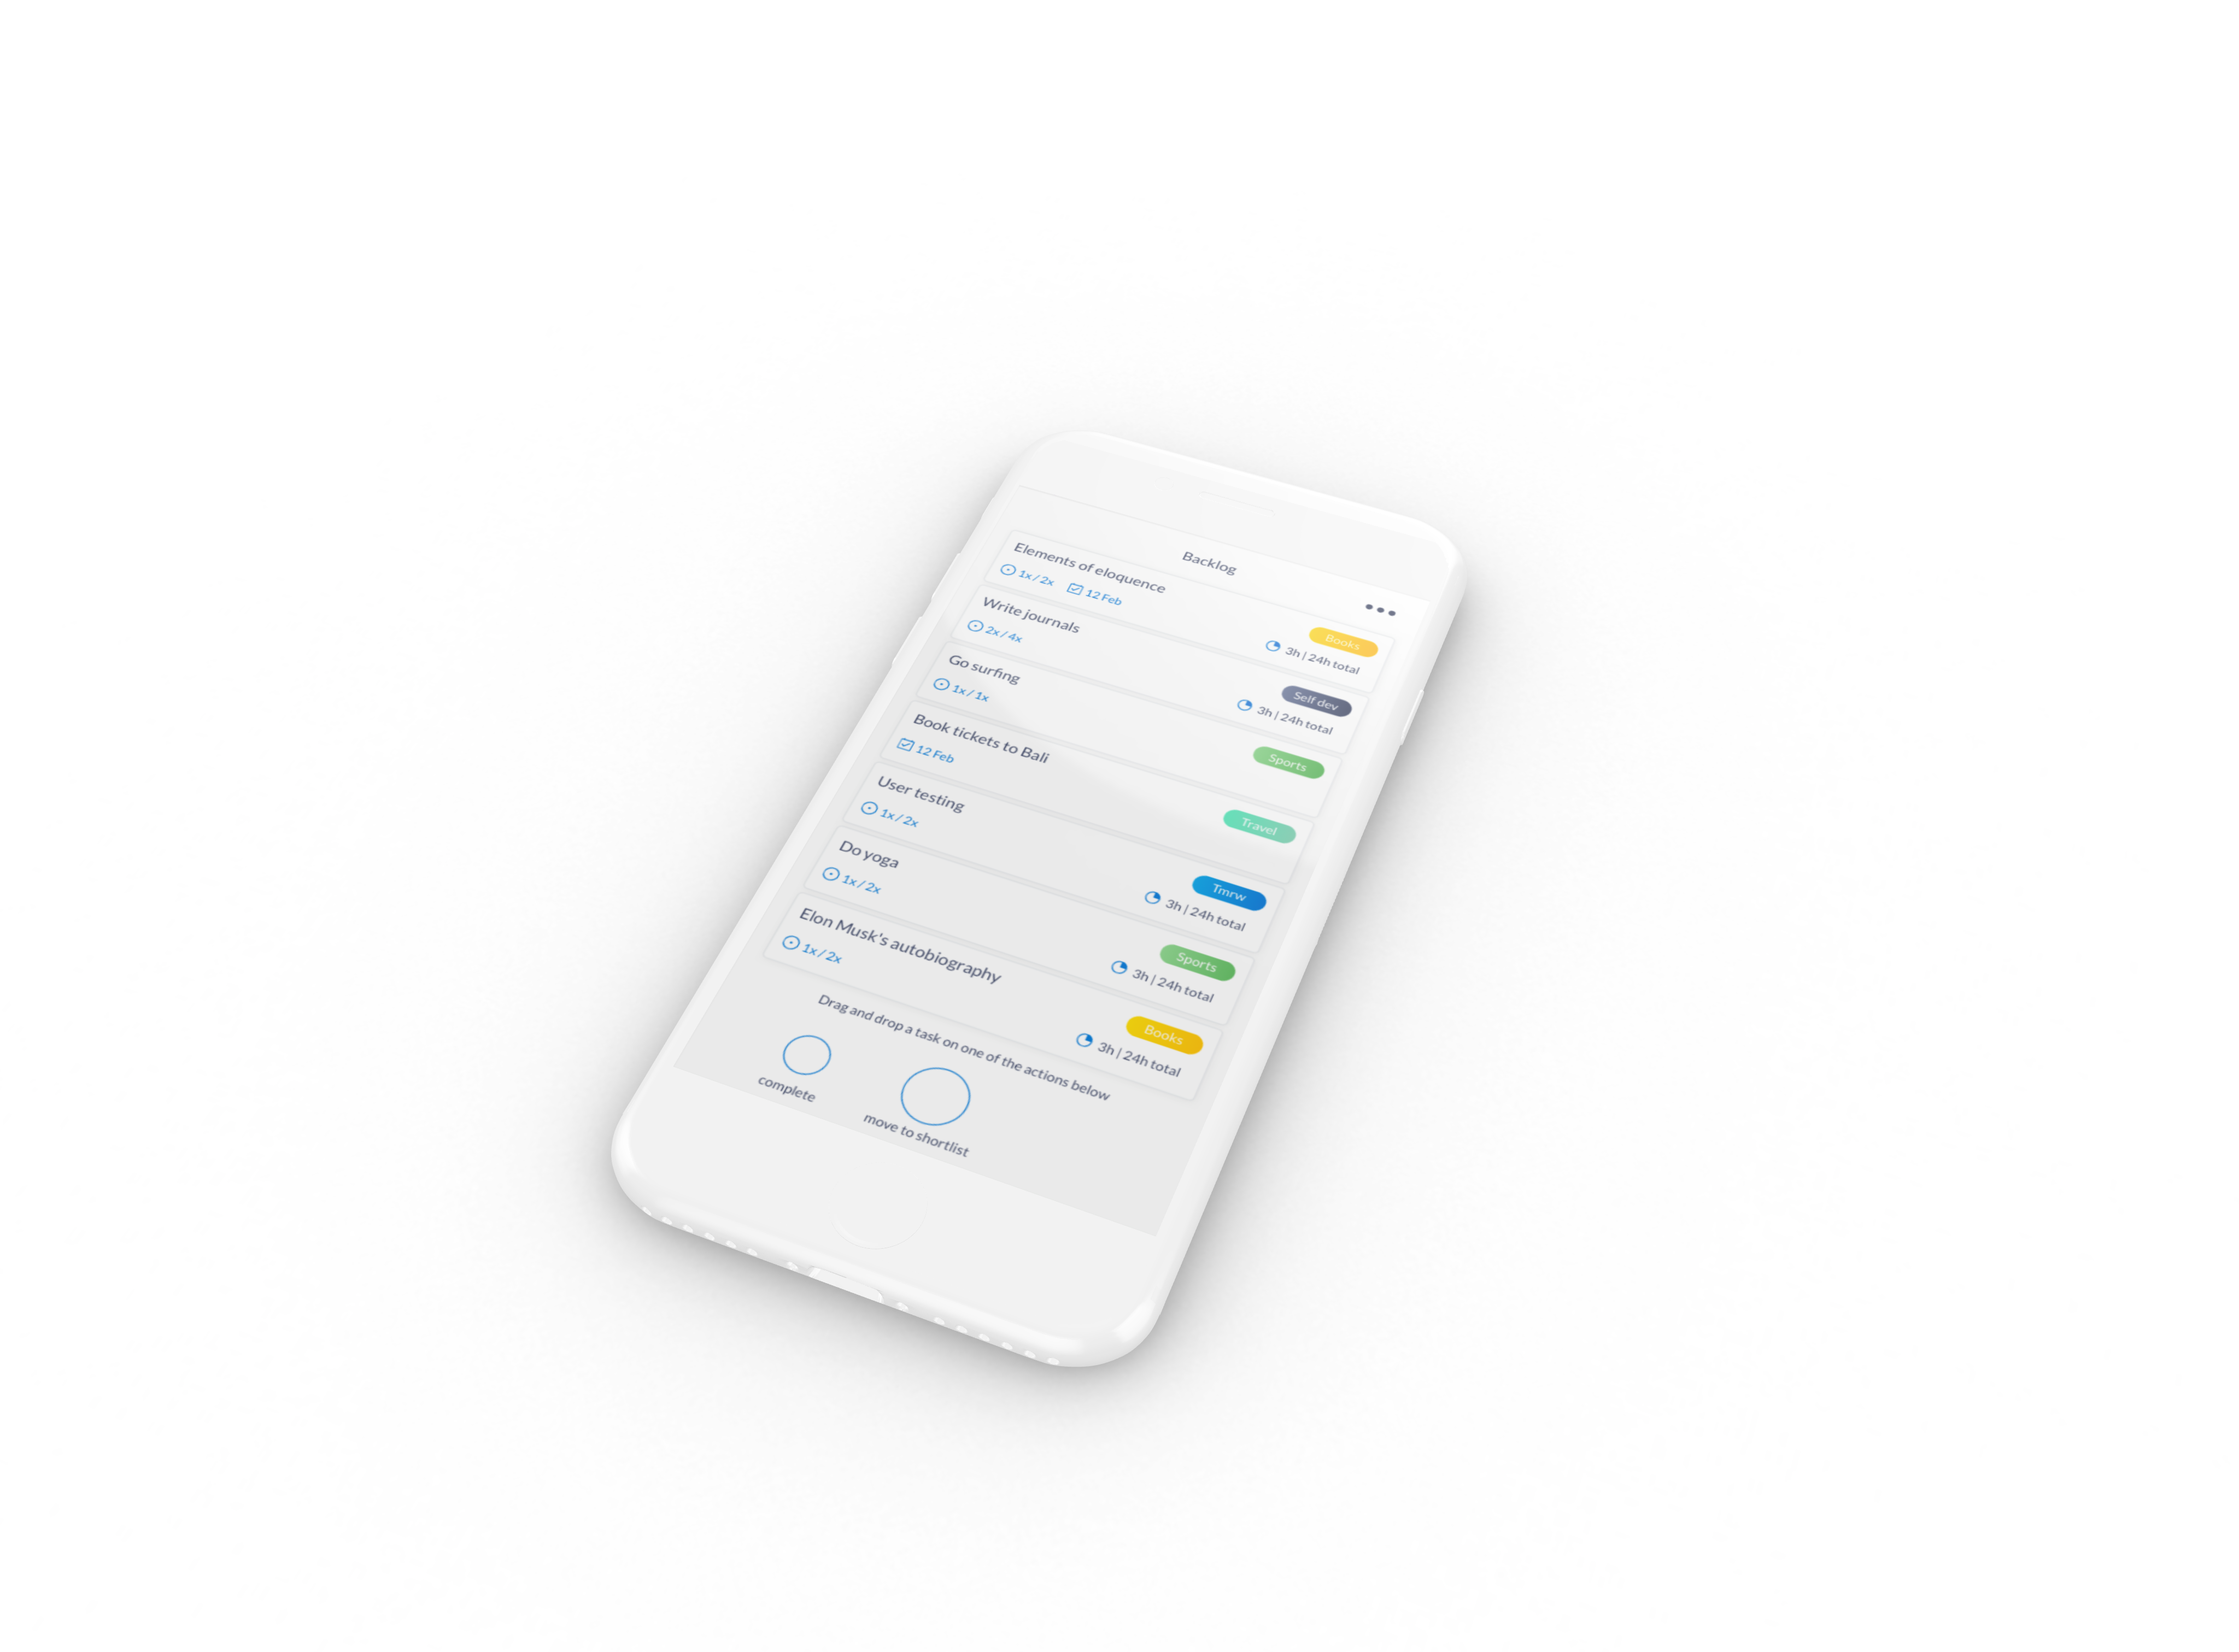 Backlog
Elements of eloquence
Books
1x / 2x 12 Feb
3h | 24h total
Write journals
Self dev
2x / 4x
3h | 24h total
Go surfing
Sports
1x / 1x
Book tickets to Bali
Travel
12 Feb
User testing
Tmrw
1x / 2x
3h | 24h total
Do yoga
Sports
1x / 2x
3h | 24h total
Elon Musk's autobiography
Books
1x / 2x
3h | 24h total
Drag and drop a task on one of the actions below
complete
move to shortlist